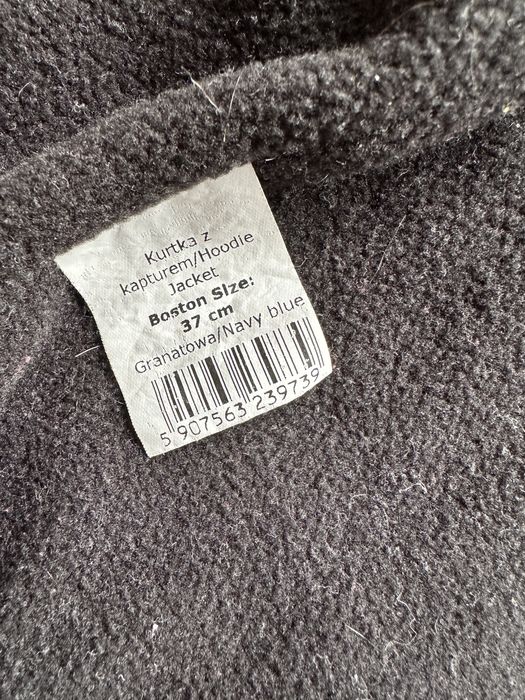 Kurtka z
kapturem/Hoodie
Jacket
Boston Size:
37 cm
Granatowa/Navy blue
5 907563 239739